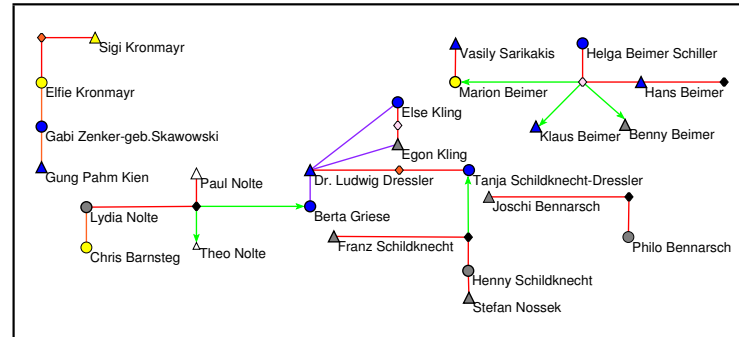 Sigi Kronmayr
Vasily Sarikakis
Helga Beimer Schiller
Elfie Kronmayr
Marion Beimer
Hans Beimer
Else Kling
Gabi Zenker-geb.Skawowski
Klaus Beimer
Benny Beimer
Egon Kling
Gung Pahm Kien
Paul Nolte
Dr. Ludwig Dressler
Tanja Schildknecht-Dressler
Joschi Bennarsch
Lydia Nolte
Berta Griese
Chris Barnsteg
Theo Nolte
Franz Schildknecht
Philo Bennarsch
Henny Schildknecht
Stefan Nossek